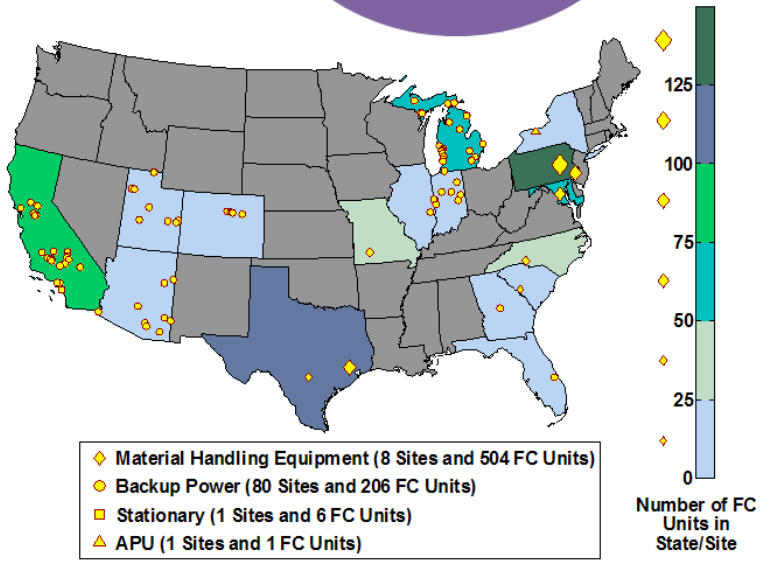 125
100
75
50
25
0
Number of FC
Units in
State/Site
Material Handling Equipment (8 Sites and 504 FC Units)
Backup Power (80 Sites and 206 FC Units)
Stationary (1 Sites and 6 FC Units)
APU (1 Sites and 1 FC Units)